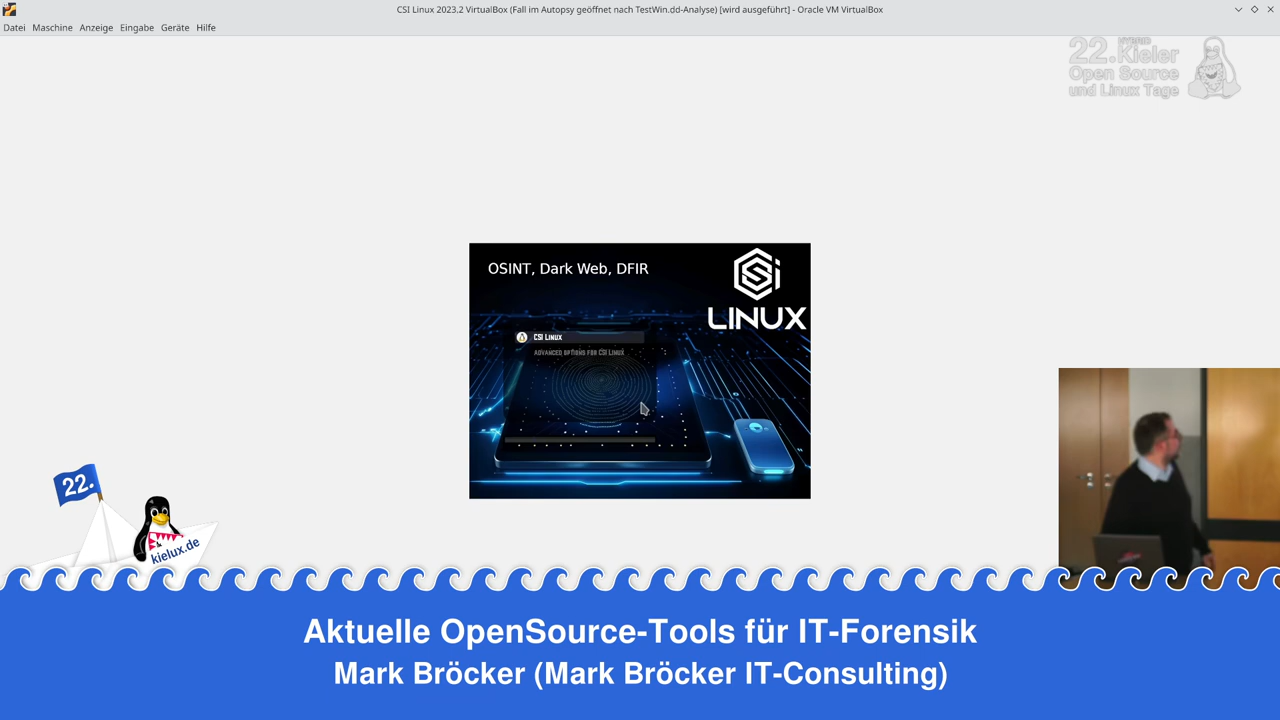 CSI Linux 2023.2 VirtualBox (Fall im Autopsy geöffnet nach TestWin.dd-Analyse) [wird ausgeführt] - Oracle VM VirtualBox
Datei Maschine Anzeige Eingabe Geräte Hilfe
HYBRID
22.Kieler
Open Source
und Linux Tage
OSINT, Dark Web, DFIR
CSi
LINUX
CSI Linux
Advanced options for CSI Linux
22.
kielux.de
Aktuelle OpenSource-Tools für IT-Forensik
Mark Bröcker (Mark Bröcker IT-Consulting)